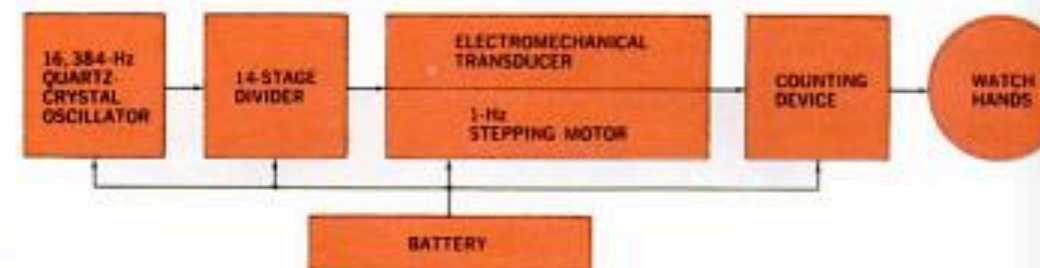 16,384-Hz
QUARTZ-
CRYSTAL
OSCILLATOR
14-STAGE
DIVIDER
ELECTROMECHANICAL
TRANSDUCER
1-Hz
STEPPING MOTOR
COUNTING
DEVICE
WATCH
HANDS
BATTERY